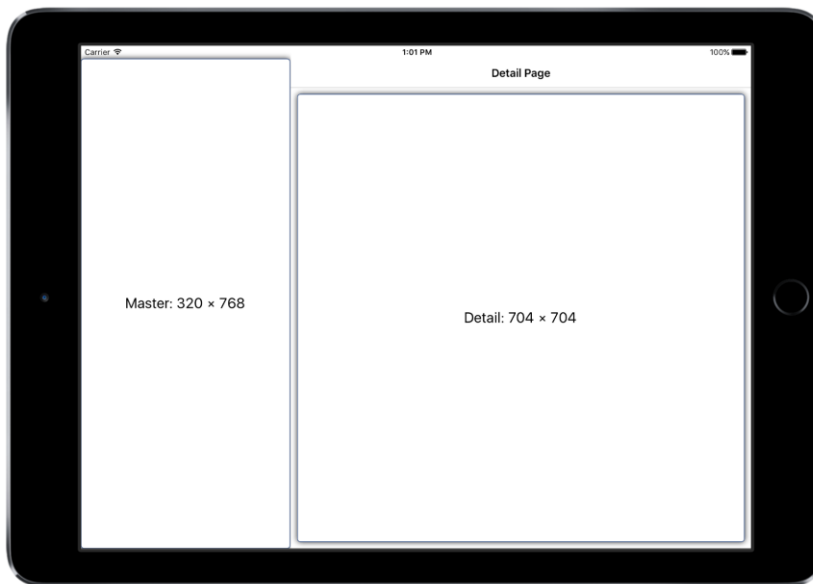 Carrier
1:01 PM
100%
Detail Page
Master: 320 × 768
Detail: 704 × 704